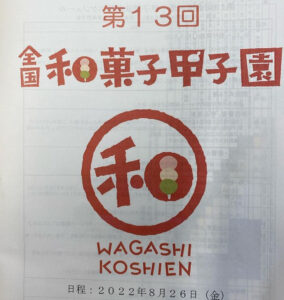 第13回
全国和菓子甲子園
和
WAGASHI
KOSHIEN
日程：2022年8月26日（金）